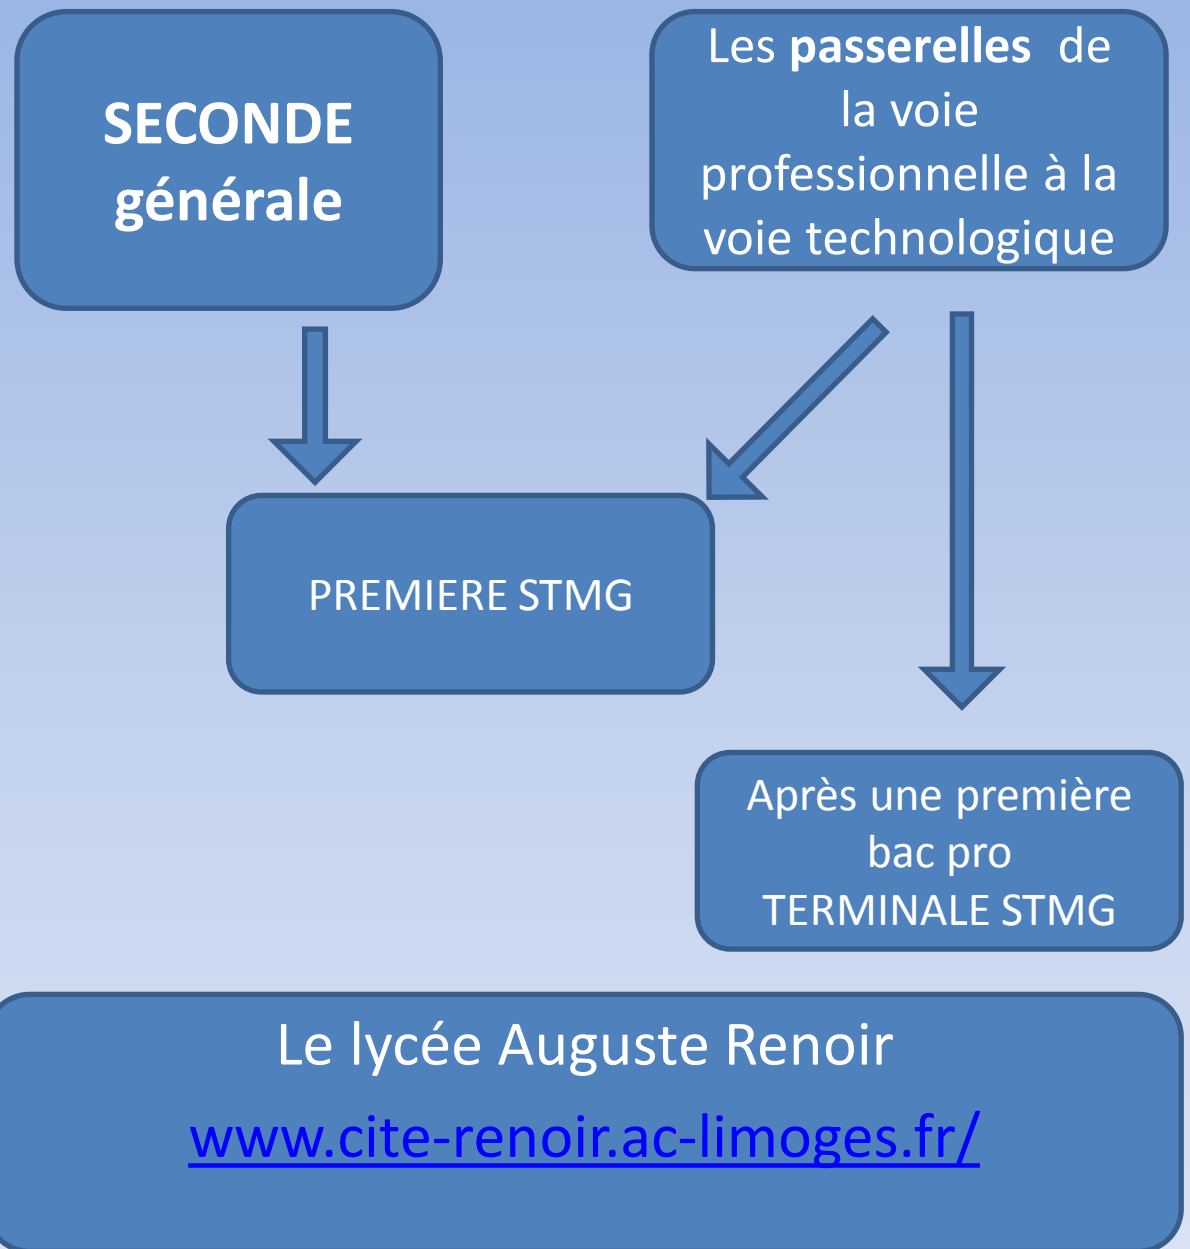 SECONDE
générale
Les passerelles de
la voie
professionnelle à la
voie technologique
PREMIERE STMG
Après une première
bac pro
TERMINALE STMG
Le lycée Auguste Renoir
www.cite-renoir.ac-limoges.fr/